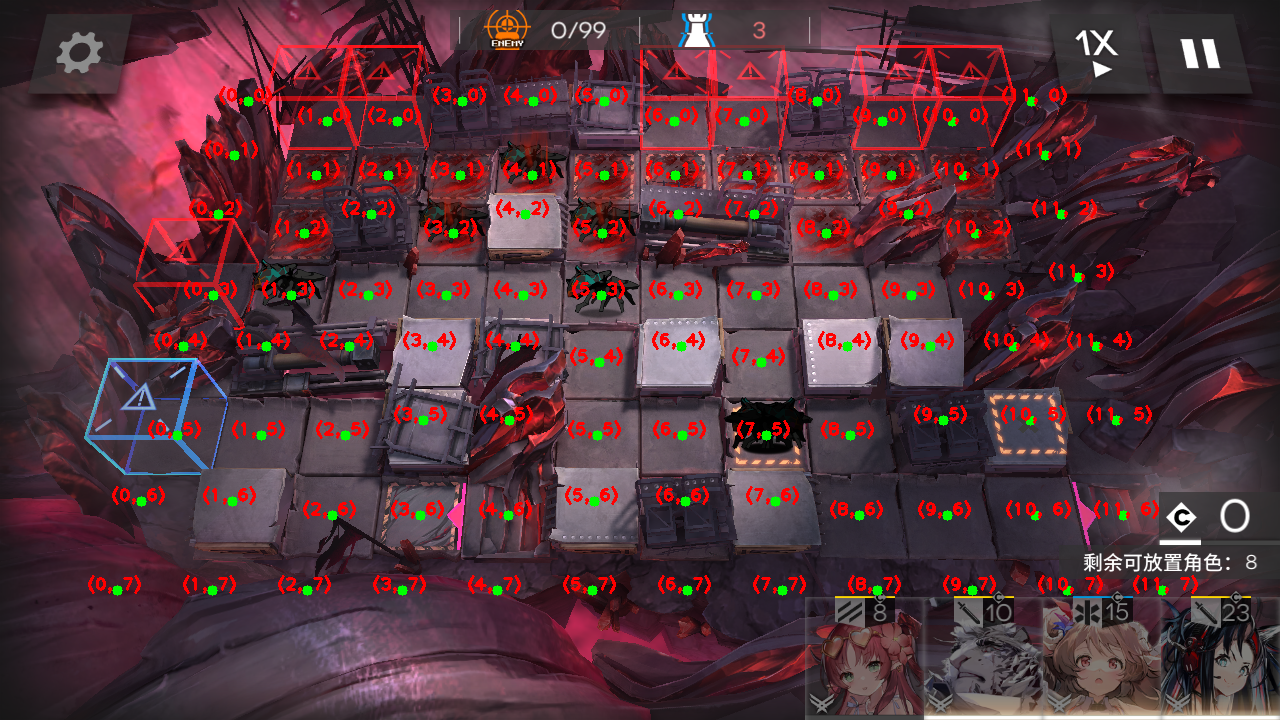 ENEMY 0/99 3 1X
(0, 0) (1, 0) (2, 0) (3, 0) (4, 0) (5, 0) (6, 0) (7, 0) (8, 0) (9, 0) (10, 0) (11, 0)
(0, 1) (1, 1) (2, 1) (3, 1) (4, 1) (5, 1) (6, 1) (7, 1) (8, 1) (9, 1) (10, 1) (11, 1)
(0, 2) (1, 2) (2, 2) (3, 2) (4, 2) (5, 2) (6, 2) (7, 2) (8, 2) (9, 2) (10, 2) (11, 2)
(0, 3) (1, 3) (2, 3) (3, 3) (4, 3) (5, 3) (6, 3) (7, 3) (8, 3) (9, 3) (10, 3) (11, 3)
(0, 4) (1, 4) (2, 4) (3, 4) (4, 4) (5, 4) (6, 4) (7, 4) (8, 4) (9, 4) (10, 4) (11, 4)
(0, 5) (1, 5) (2, 5) (3, 5) (4, 5) (5, 5) (6, 5) (7, 5) (8, 5) (9, 5) (10, 5) (11, 5)
(0, 6) (1, 6) (2, 6) (3, 6) (4, 6) (5, 6) (6, 6) (7, 6) (8, 6) (9, 6) (10, 6) (11, 6)
C 0
剩余可放置角色：8
(0, 7) (1, 7) (2, 7) (3, 7) (4, 7) (5, 7) (6, 7) (7, 7) (8, 7) (9, 7) (10, 7) (11, 7)
C C C C
8 10 15 23